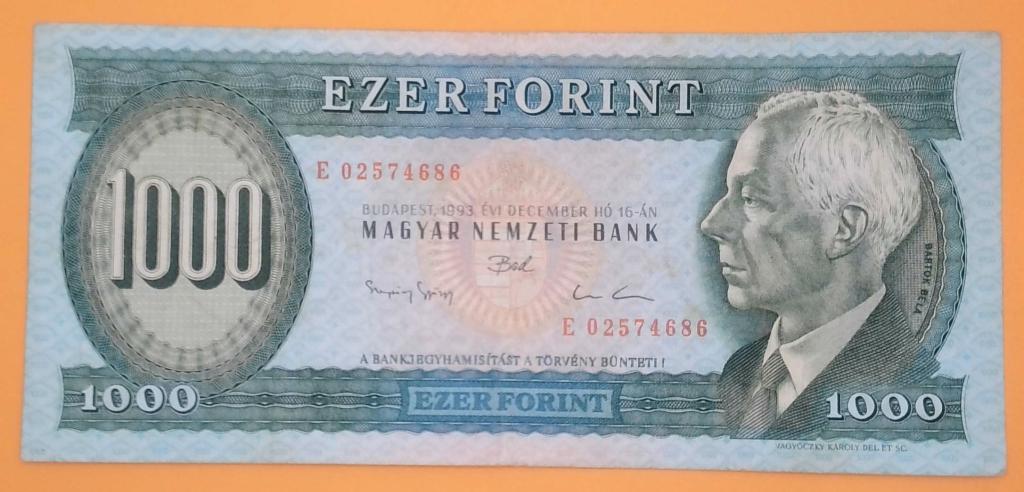 EZER FORINT
1000
E 02574686
BUDAPEST, 1993. ÉVI DECEMBER HÓ 16-ÁN
MAGYAR NEMZETI BANK
E 02574686
BARTÓK BÉLA
A BANKJEGYHAMISÍTÁST A TÖRVÉNY BÜNTETI!
1000
EZER FORINT
1000
VAGYÓCZKY KÁROLY DEL. ET SC.